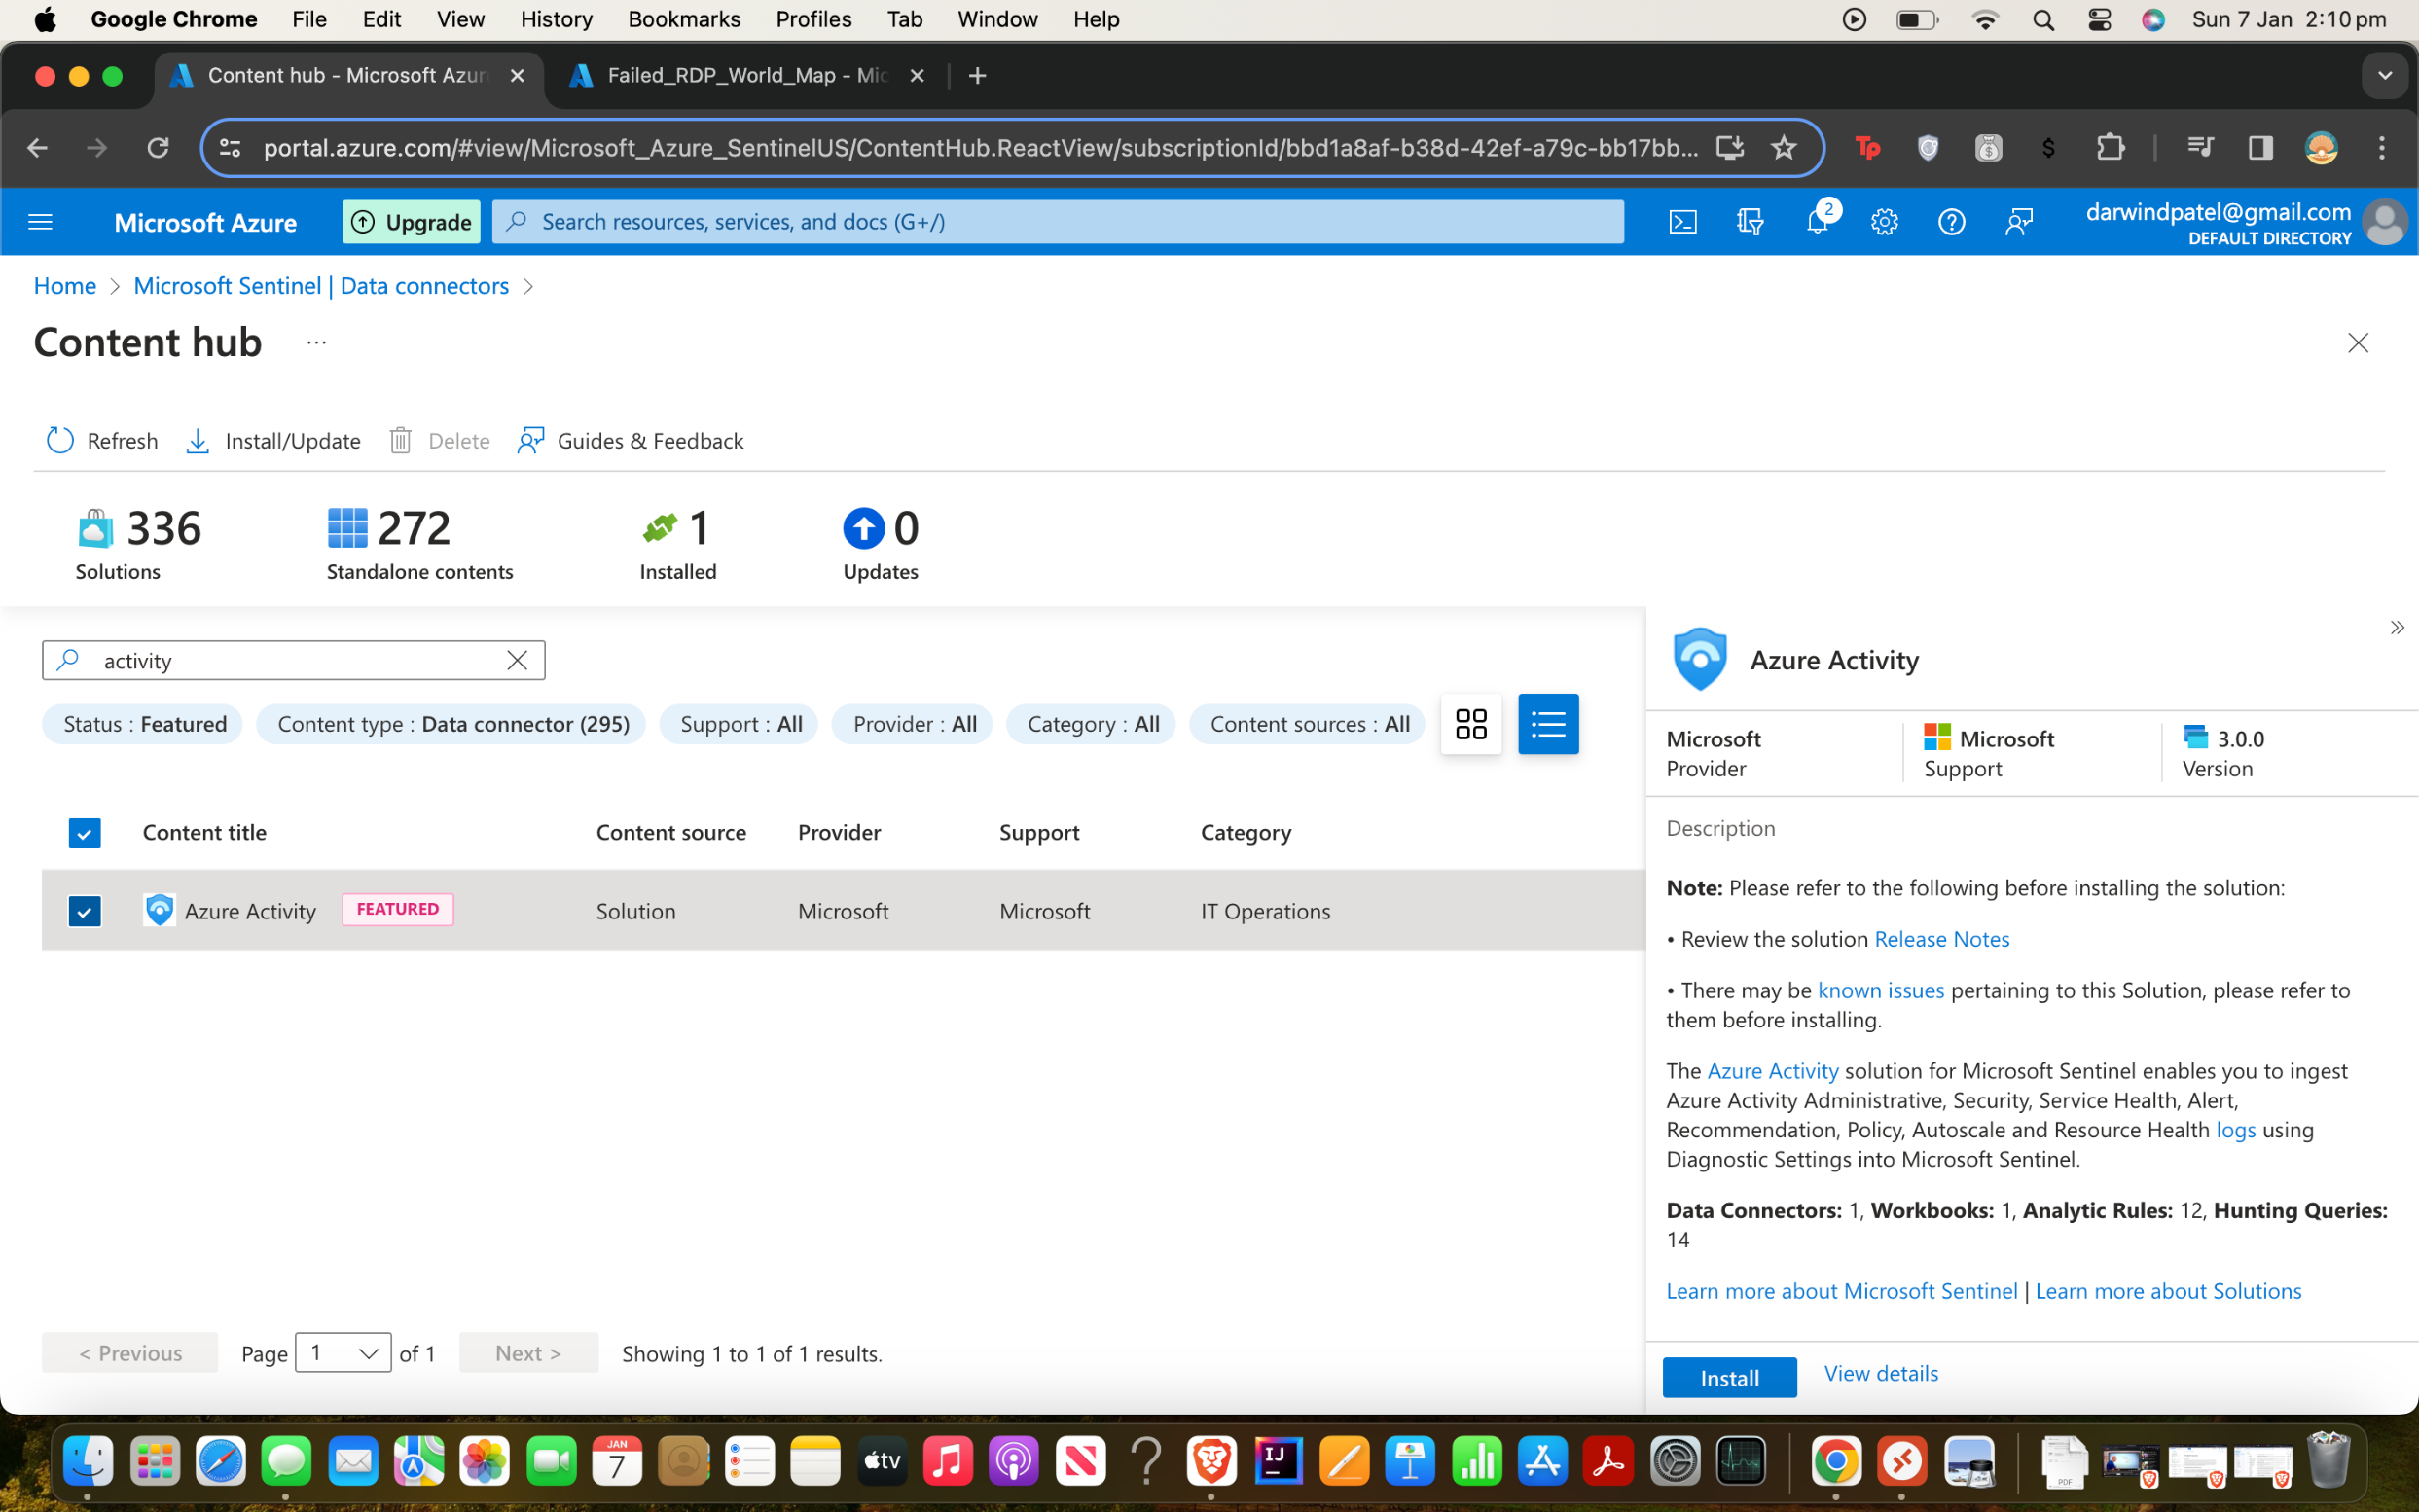 Google Chrome File Edit View History Bookmarks Profiles Tab Window Help Sun 7 Jan 2:10 pm
Content hub - Microsoft Azur Failed_RDP_World_Map - Mic
portal.azure.com/#view/Microsoft_Azure_SentinelUS/ContentHub.ReactView/subscriptionId/bbd1a8af-b38d-42ef-a79c-bb17bb... Tp $
Microsoft Azure Upgrade Search resources, services, and docs (G+/) 2 darwindpatel@gmail.com
DEFAULT DIRECTORY
Home > Microsoft Sentinel | Data connectors >
Content hub ...
Refresh Install/Update Delete Guides & Feedback
336 272 1 0
Solutions Standalone contents Installed Updates
activity
Status : Featured Content type : Data connector (295) Support : All Provider : All Category : All Content sources : All
Content title Content source Provider Support Category
Azure Activity FEATURED Solution Microsoft Microsoft IT Operations
< Previous Page 1 of 1 Next > Showing 1 to 1 of 1 results.
Azure Activity
Microsoft Microsoft 3.0.0
Provider Support Version
Description
Note: Please refer to the following before installing the solution:
• Review the solution Release Notes
• There may be known issues pertaining to this Solution, please refer to
them before installing.
The Azure Activity solution for Microsoft Sentinel enables you to ingest
Azure Activity Administrative, Security, Service Health, Alert,
Recommendation, Policy, Autoscale and Resource Health logs using
Diagnostic Settings into Microsoft Sentinel.
Data Connectors: 1, Workbooks: 1, Analytic Rules: 12, Hunting Queries:
14
Learn more about Microsoft Sentinel | Learn more about Solutions
Install View details
JAN
7
tv
IJ
PDF